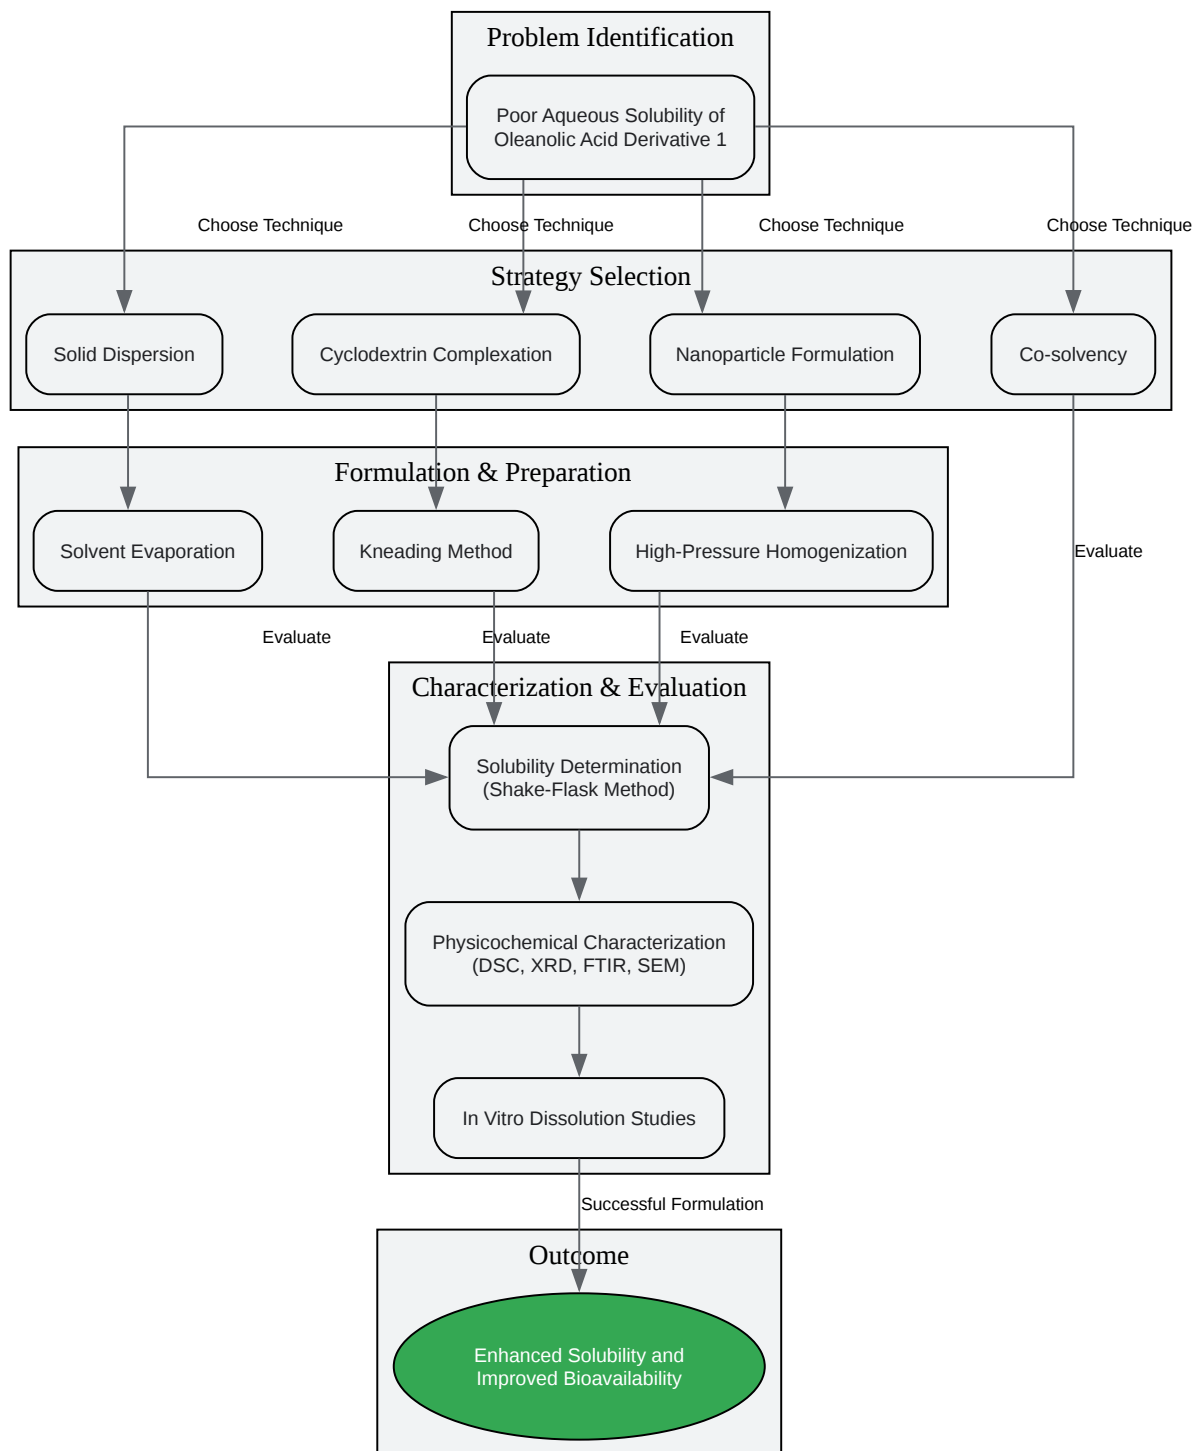 Problem Identification
Poor Aqueous Solubility of
Oleanolic Acid Derivative 1
Choose Technique
Choose Technique
Choose Technique
Choose Technique
Strategy Selection
Solid Dispersion
Cyclodextrin Complexation
Nanoparticle Formulation
Co-solvency
Formulation & Preparation
Solvent Evaporation
Kneading Method
High-Pressure Homogenization
Evaluate
Evaluate
Evaluate
Evaluate
Characterization & Evaluation
Solubility Determination
(Shake-Flask Method)
Physicochemical Characterization
(DSC, XRD, FTIR, SEM)
In Vitro Dissolution Studies
Successful Formulation
Outcome
Enhanced Solubility and
Improved Bioavailability